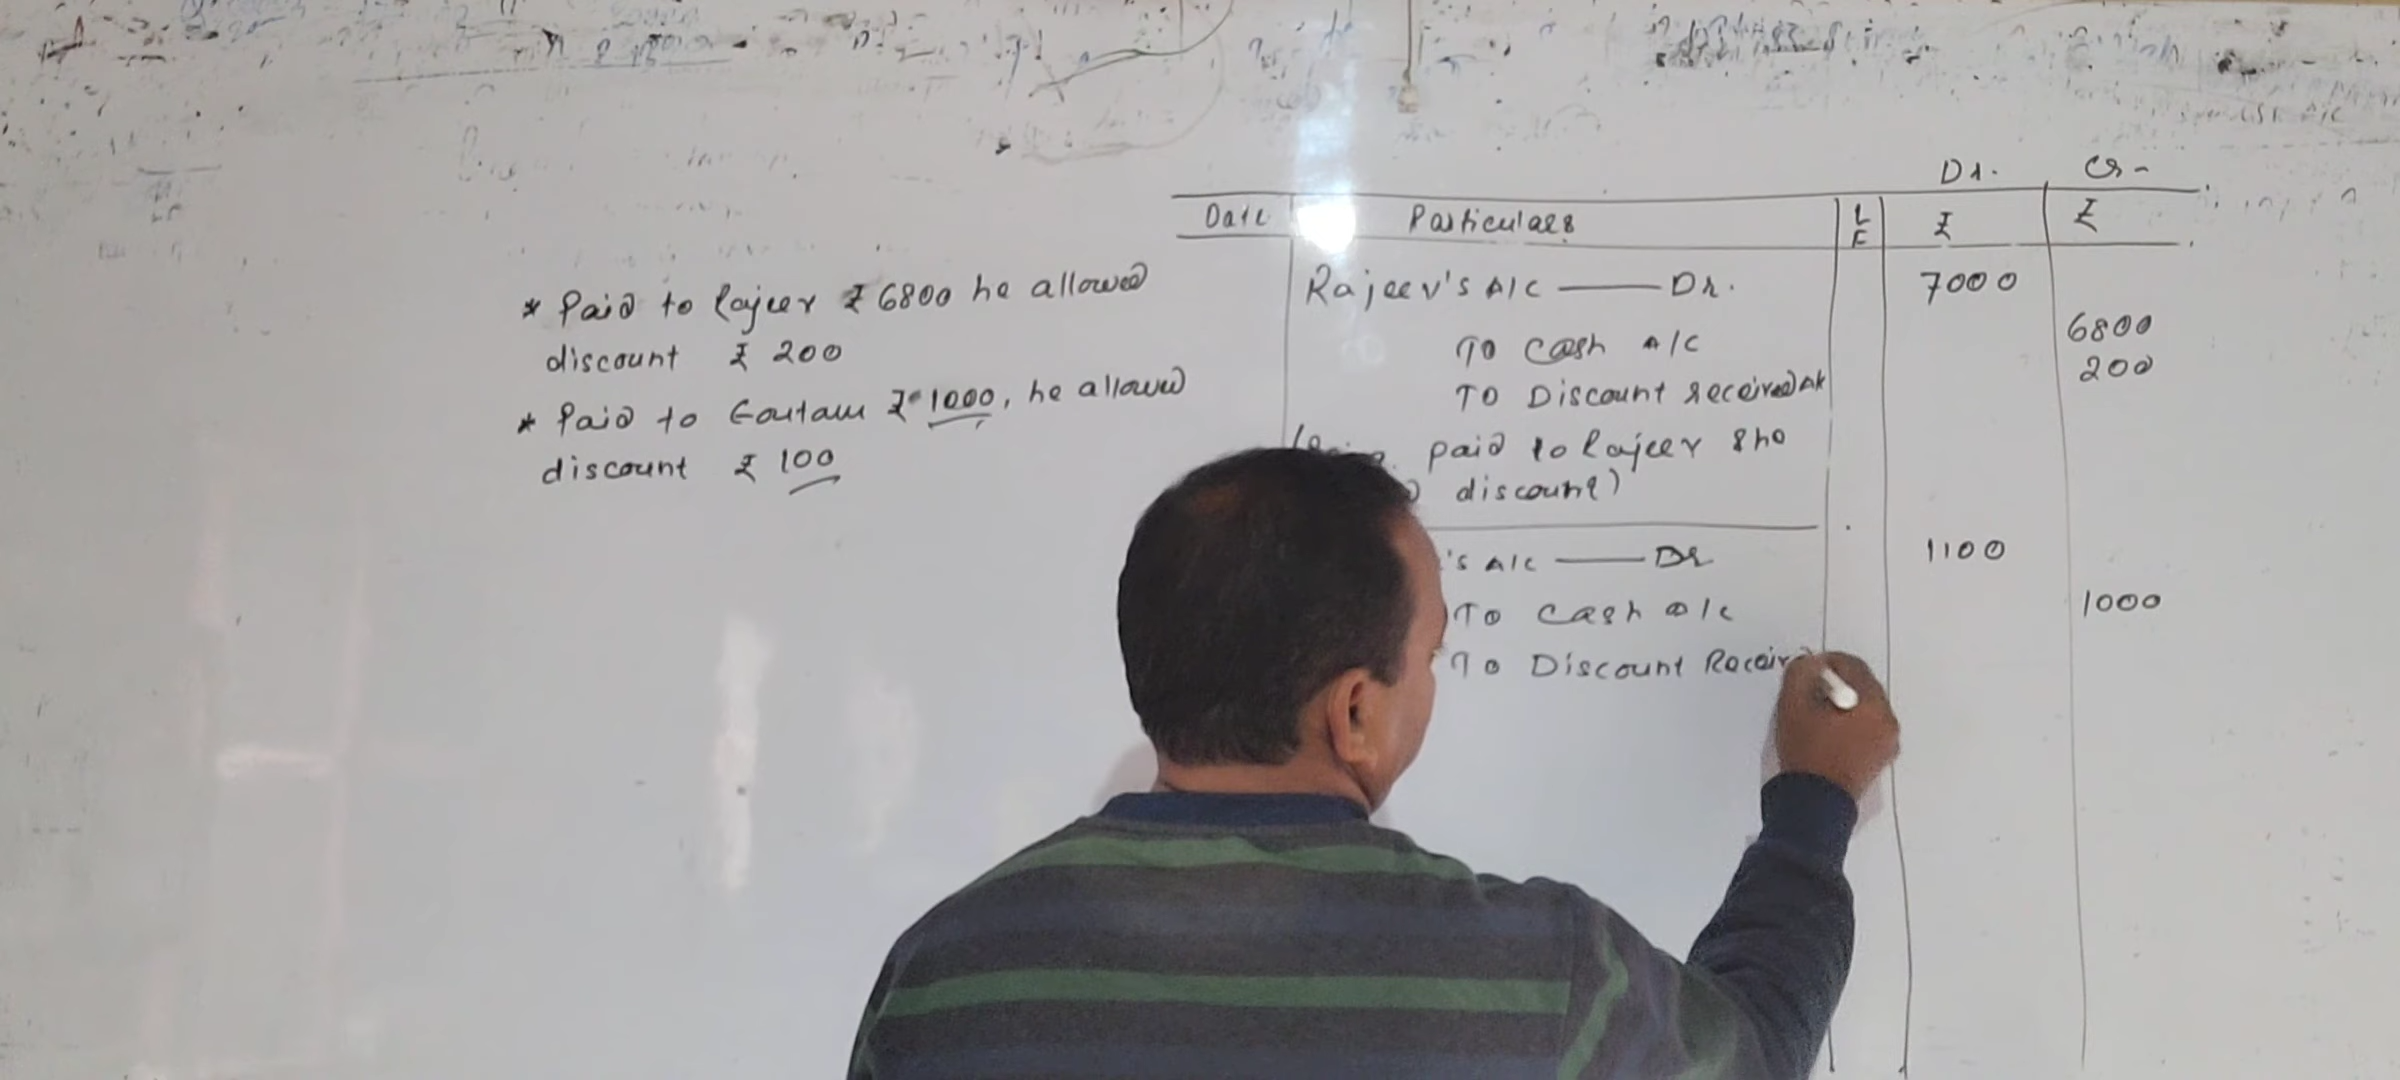 * Paid to Rajeev ₹ 6800 he allowed
discount ₹ 200
* Paid to Goutam ₹ 1000, he allowed
discount ₹ 100
Dr. Cr.
Date Particulars L F ₹ ₹
Rajeev's A/c —— Dr. 7000
To Cash A/c 6800
To Discount received A/c 200
paid to Rajeev & he
discount)
's A/c —— Dr 1100
To Cash A/c 1000
To Discount Receiv